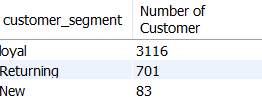 customer_segment Number of Customer
loyal 3116
Returning 701
New 83